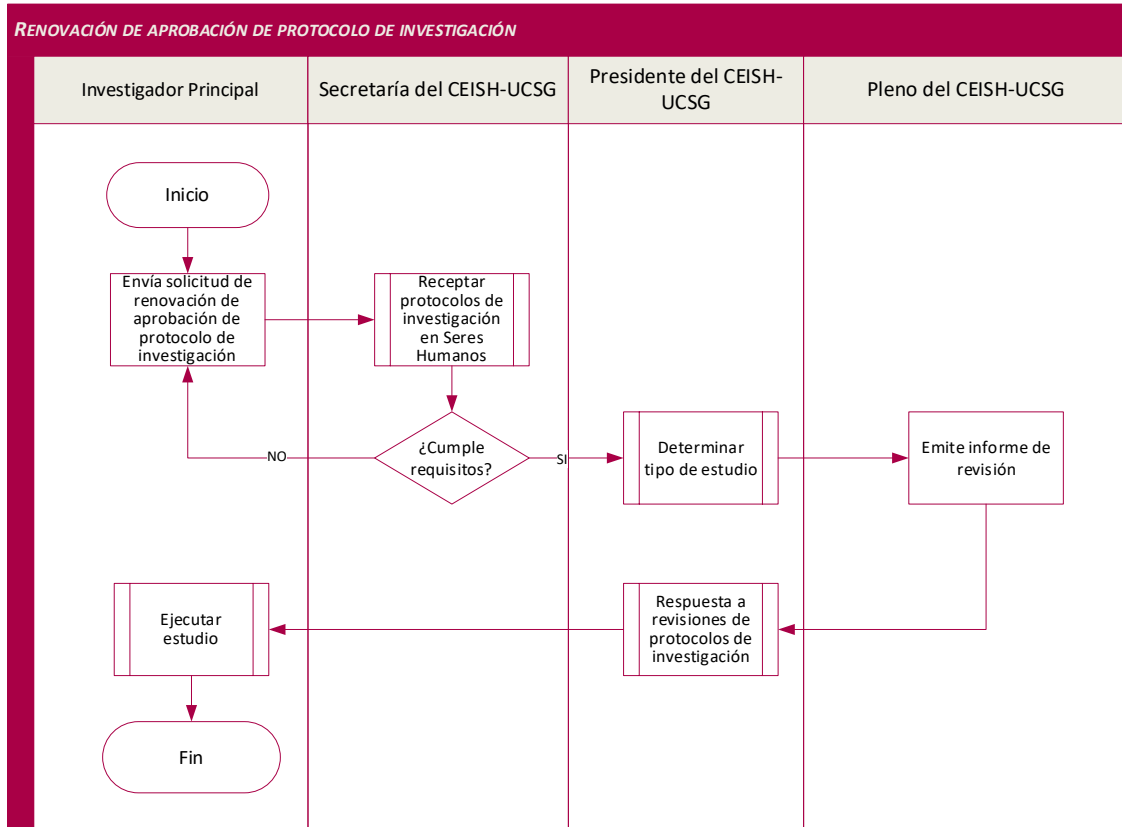 RENOVACIÓN DE APROBACIÓN DE PROTOCOLO DE INVESTIGACIÓN
Investigador Principal
Secretaría del CEISH-UCSG
Presidente del CEISH-
UCSG
Pleno del CEISH-UCSG
Inicio
Envía solicitud de
renovación de
aprobación de
protocolo de
investigación
Receptar
protocolos de
investigación
en Seres
Humanos
¿Cumple
requisitos?
NO
SI
Determinar
tipo de estudio
Emite informe de
revisión
Respuesta a
revisiones de
protocolos de
investigación
Ejecutar
estudio
Fin